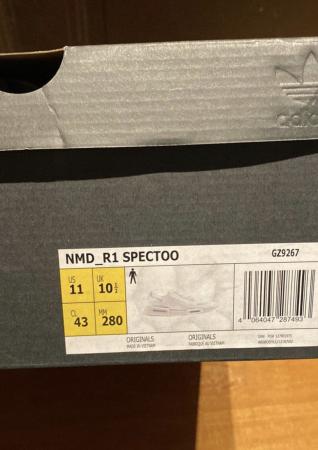 adidas
NMD_R1 SPECTOO
GZ9267
US
11
UK
10½
CL
43
MM
280
ORIGINALS
MADE IN VIETNAM
ORIGINALS
FABRIQUÉ AU VIETNAM
4 064047 287493